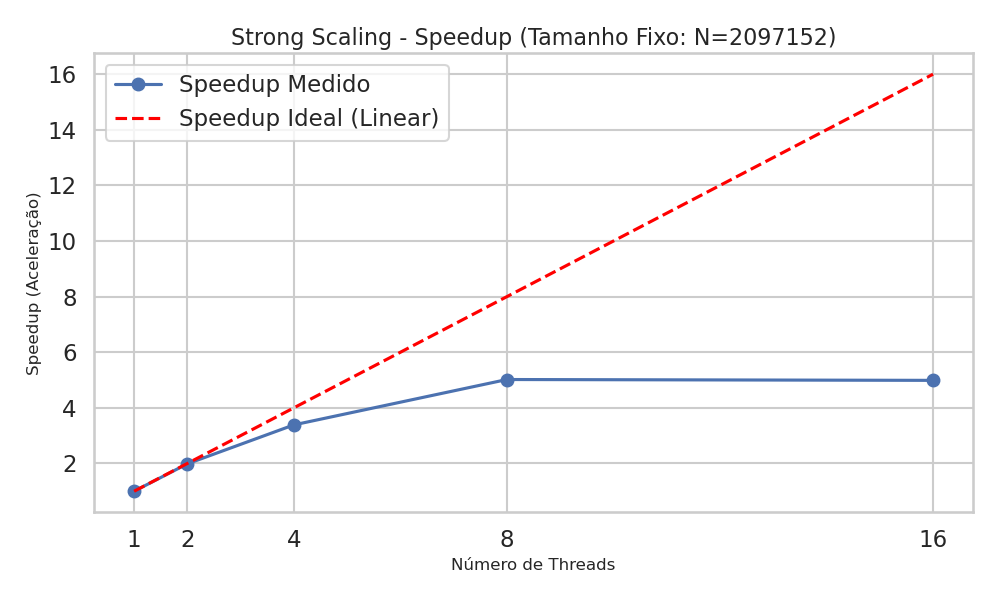 Strong Scaling - Speedup (Tamanho Fixo: N=2097152)
Speedup Medido
Speedup Ideal (Linear)
16
14
12
10
8
6
4
2
Speedup (Aceleração)
1 2 4 8 16
Número de Threads